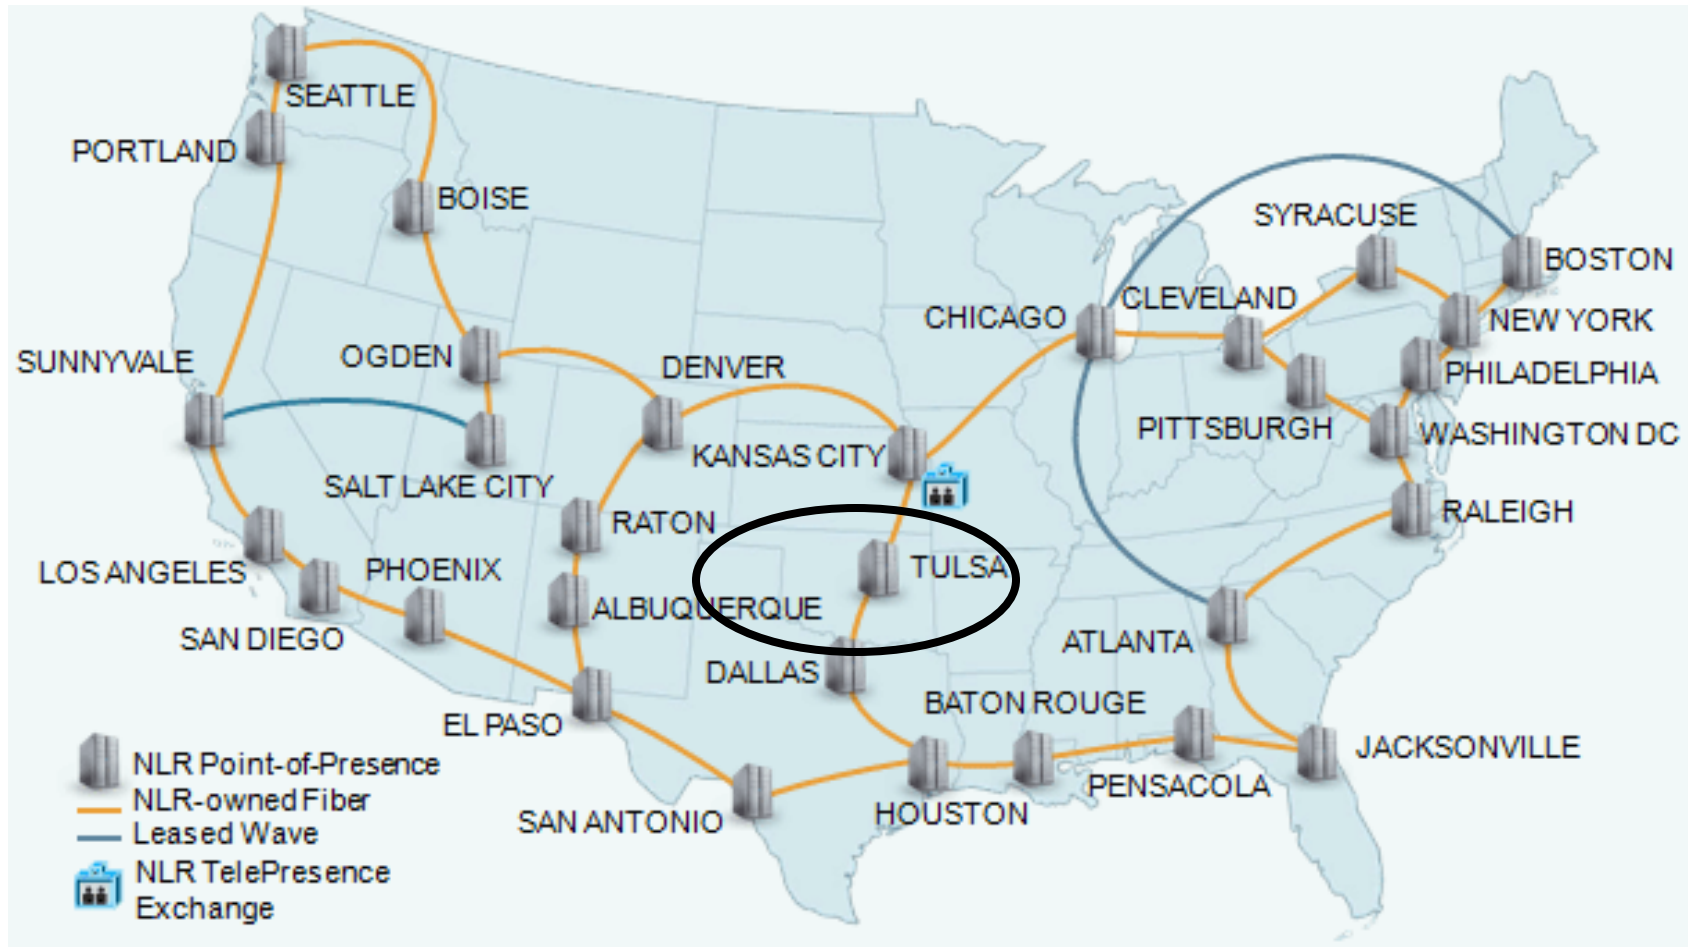 SEATTLE
PORTLAND
BOISE
SYRACUSE
BOSTON
CLEVELAND
CHICAGO
NEW YORK
SUNNYVALE
OGDEN
DENVER
PHILADELPHIA
PITTSBURGH
WASHINGTON DC
KANSAS CITY
SALT LAKE CITY
RATON
RALEIGH
LOS ANGELES
PHOENIX
TULSA
ALBUQUERQUE
SAN DIEGO
ATLANTA
DALLAS
BATON ROUGE
EL PASO
JACKSONVILLE
PENSACOLA
HOUSTON
SAN ANTONIO
NLR Point-of-Presence
NLR-owned Fiber
Leased Wave
NLR TelePresence
Exchange